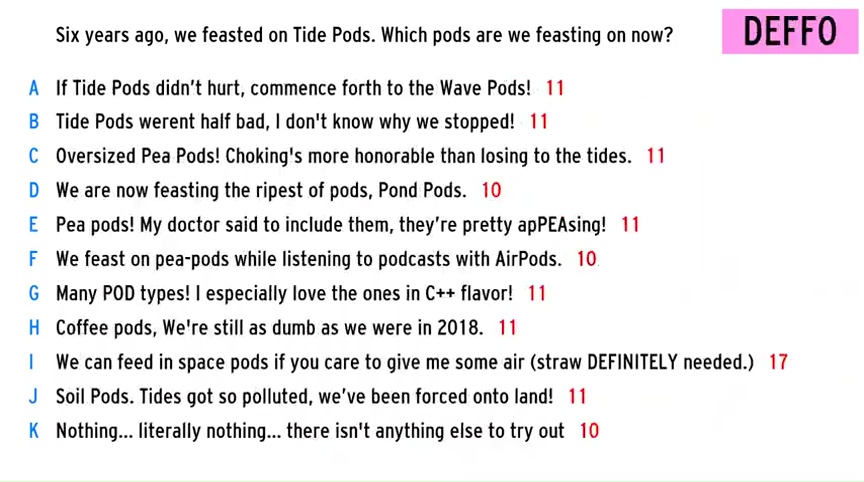 Six years ago, we feasted on Tide Pods. Which pods are we feasting on now?
DEFFO
A If Tide Pods didn't hurt, commence forth to the Wave Pods! 11
B Tide Pods werent half bad, I don't know why we stopped! 11
C Oversized Pea Pods! Choking's more honorable than losing to the tides. 11
D We are now feasting the ripest of pods, Pond Pods. 10
E Pea pods! My doctor said to include them, they're pretty apPEAsing! 11
F We feast on pea-pods while listening to podcasts with AirPods. 10
G Many POD types! I especially love the ones in C++ flavor! 11
H Coffee pods, We're still as dumb as we were in 2018. 11
I We can feed in space pods if you care to give me some air (straw DEFINITELY needed.) 17
J Soil Pods. Tides got so polluted, we've been forced onto land! 11
K Nothing... literally nothing... there isn't anything else to try out 10